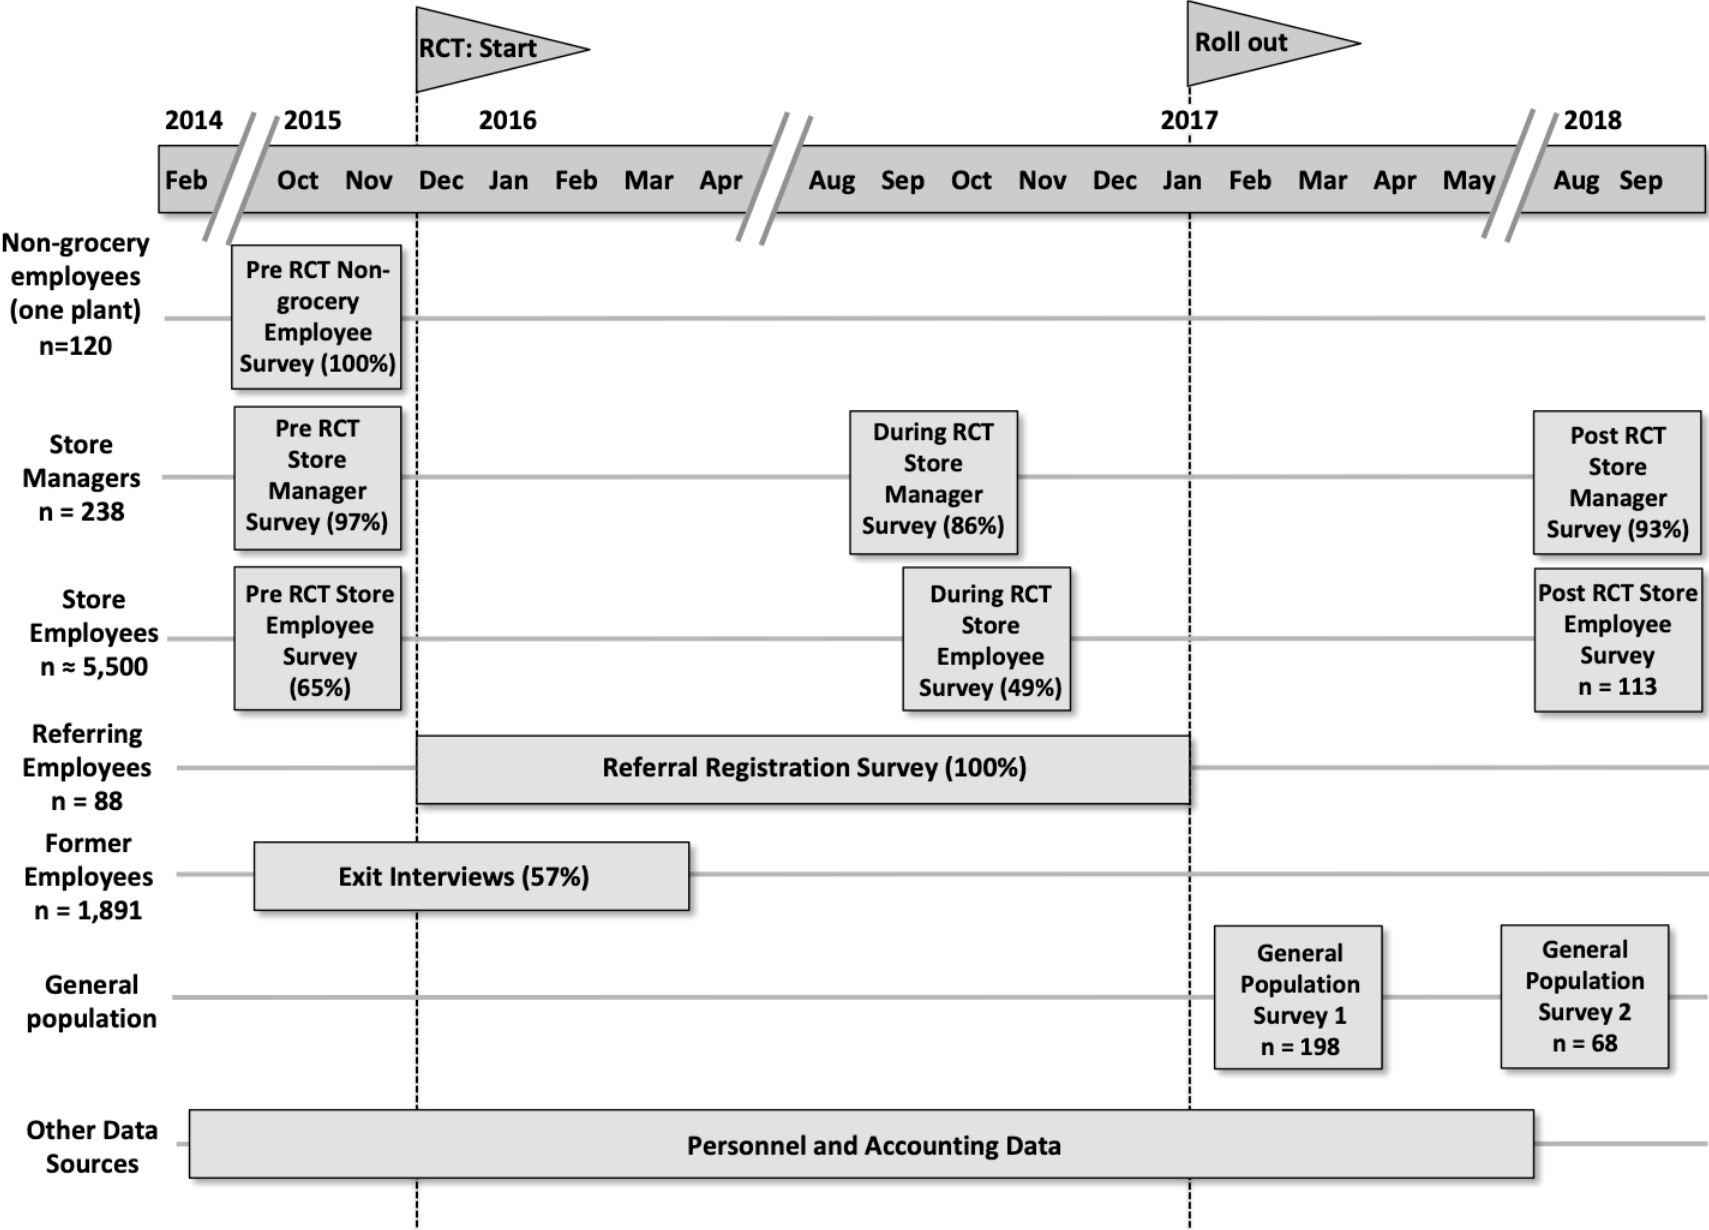 RCT: Start
Roll out
2014 2015 2016 2017 2018
Feb Oct Nov Dec Jan Feb Mar Apr Aug Sep Oct Nov Dec Jan Feb Mar Apr May Aug Sep
Non-grocery
employees
(one plant)
n=120
Pre RCT Non-
grocery
Employee
Survey (100%)
Store
Managers
n = 238
Pre RCT
Store
Manager
Survey (97%)
During RCT
Store
Manager
Survey (86%)
Post RCT
Store
Manager
Survey (93%)
Store
Employees
n ≈ 5,500
Pre RCT Store
Employee
Survey
(65%)
During RCT
Store
Employee
Survey (49%)
Post RCT Store
Employee
Survey
n = 113
Referring
Employees
n = 88
Referral Registration Survey (100%)
Former
Employees
n = 1,891
Exit Interviews (57%)
General
population
General
Population
Survey 1
n = 198
General
Population
Survey 2
n = 68
Other Data
Sources
Personnel and Accounting Data